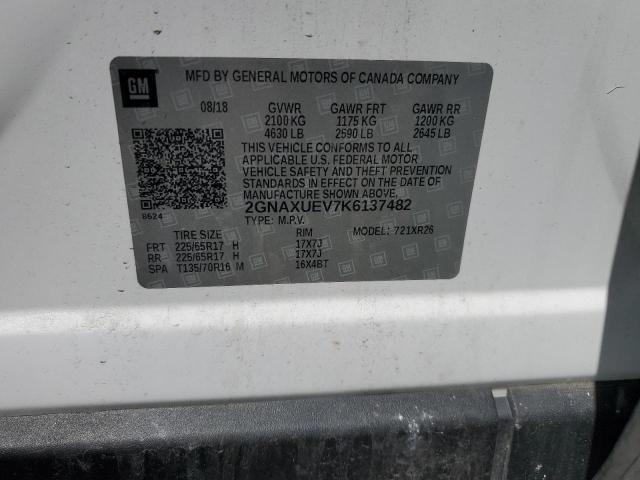 GM
MFD BY GENERAL MOTORS OF CANADA COMPANY
08/18 GVWR GAWR FRT GAWR RR
2100 KG 1175 KG 1200 KG
4630 LB 2590 LB 2645 LB
THIS VEHICLE CONFORMS TO ALL
APPLICABLE U.S. FEDERAL MOTOR
VEHICLE SAFETY AND THEFT PREVENTION
STANDARDS IN EFFECT ON THE DATE OF
MANUFACTURE SHOWN ABOVE.
8624 2GNAXUEV7K6137482
TYPE: M.P.V. MODEL: 721XR26
TIRE SIZE RIM
FRT 225/65R17 H 17X7J
RR 225/65R17 H 17X7J
SPA T135/70R16 M 16X4BT